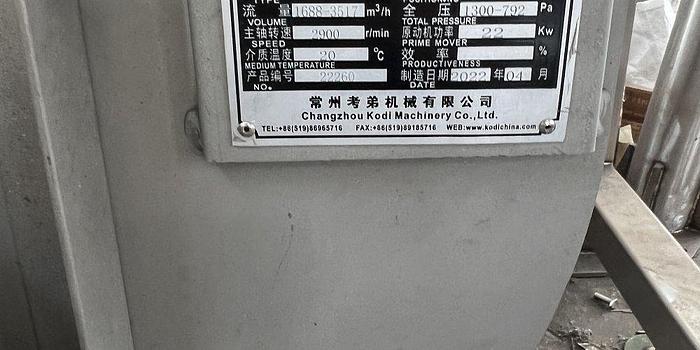 TYPE
流 量 1688-3517 m³/h 全 压 1300-792 Pa
VOLUME TOTAL PRESSURE
主轴转速 2900 r/min 原动机功率 22 Kw
SPEED PRIME MOVER
介质温度 20 ℃ 效 率 %
MEDIUM TEMPERATURE PRODUCTIVENESS
产品编号 22260 制造日期 2022 年 04 月
NO. DATE
常州考弟机械有限公司
Changzhou Kodi Machinery Co.,Ltd.
TEL:+86(519)86965716 FAX:+86(519)89185716 WEB:www.kodichina.com